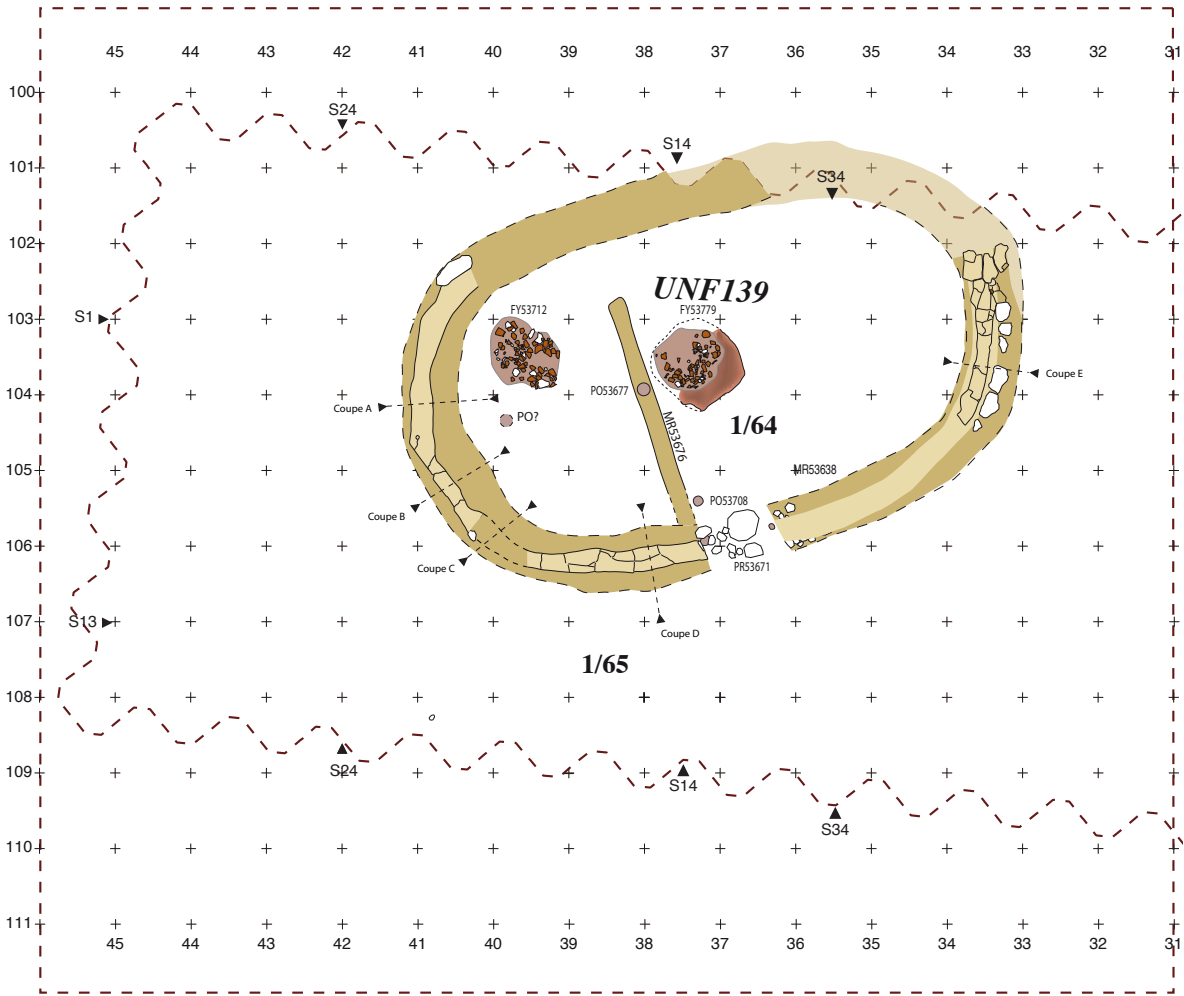 45 44 43 42 40 39 38 37 36 35 34 33 32 31
100
S24
S14
101
S34
102
UNF139
FY53712 FY53779
S1 103
Coupe E
PO53677
104
Coupe A
PO?
1/64
MR53676
105 MR53638
PO53708
Coupe B
106
Coupe C PR53671
S13 107
Coupe D
1/65
108
S24
109
S14
S34
110
111
45 44 43 42 40 39 38 37 36 35 34 33 32 31